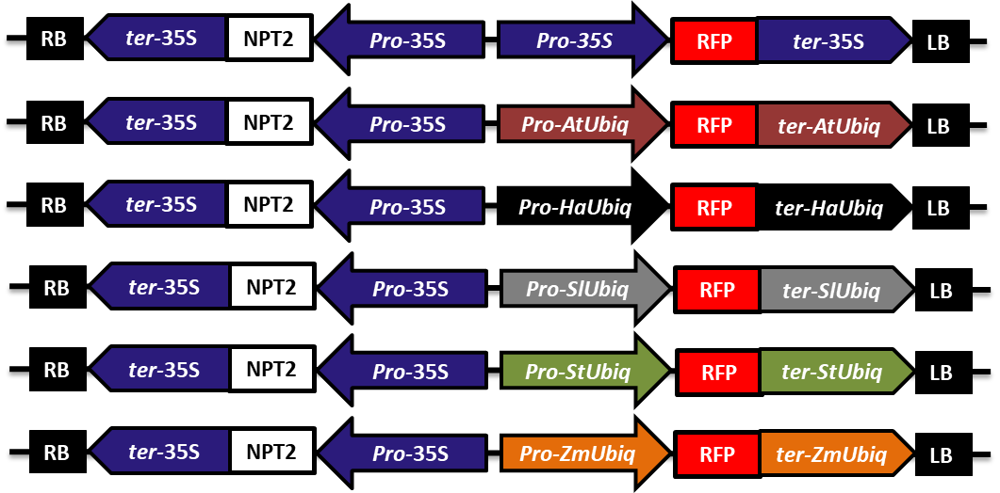 RB ter-35S NPT2 Pro-35S Pro-35S RFP ter-35S LB
RB ter-35S NPT2 Pro-35S Pro-AtUbiq RFP ter-AtUbiq LB
RB ter-35S NPT2 Pro-35S Pro-HaUbiq RFP ter-HaUbiq LB
RB ter-35S NPT2 Pro-35S Pro-SlUbiq RFP ter-SlUbiq LB
RB ter-35S NPT2 Pro-35S Pro-StUbiq RFP ter-StUbiq LB
RB ter-35S NPT2 Pro-35S Pro-ZmUbiq RFP ter-ZmUbiq LB